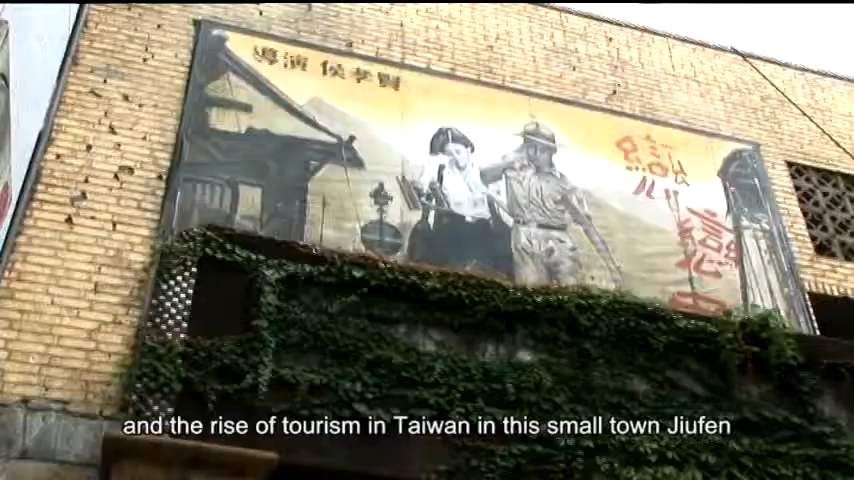 導演 侯孝賢
and the rise of tourism in Taiwan in this small town Jiufen